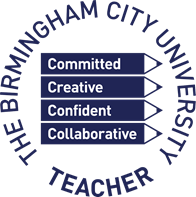 THE BIRMINGHAM CITY UNIVERSITY
Committed
Creative
Confident
Collaborative
TEACHER